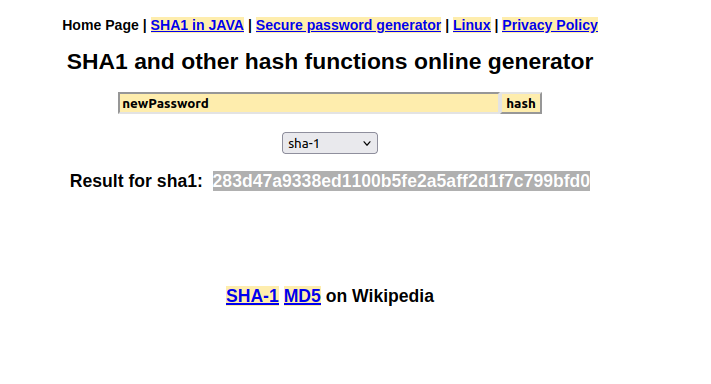 Home Page | SHA1 in JAVA | Secure password generator | Linux | Privacy Policy
SHA1 and other hash functions online generator
newPassword hash
sha-1
Result for sha1: 283d47a9338ed1100b5fe2a5aff2d1f7c799bfd0
SHA-1 MD5 on Wikipedia